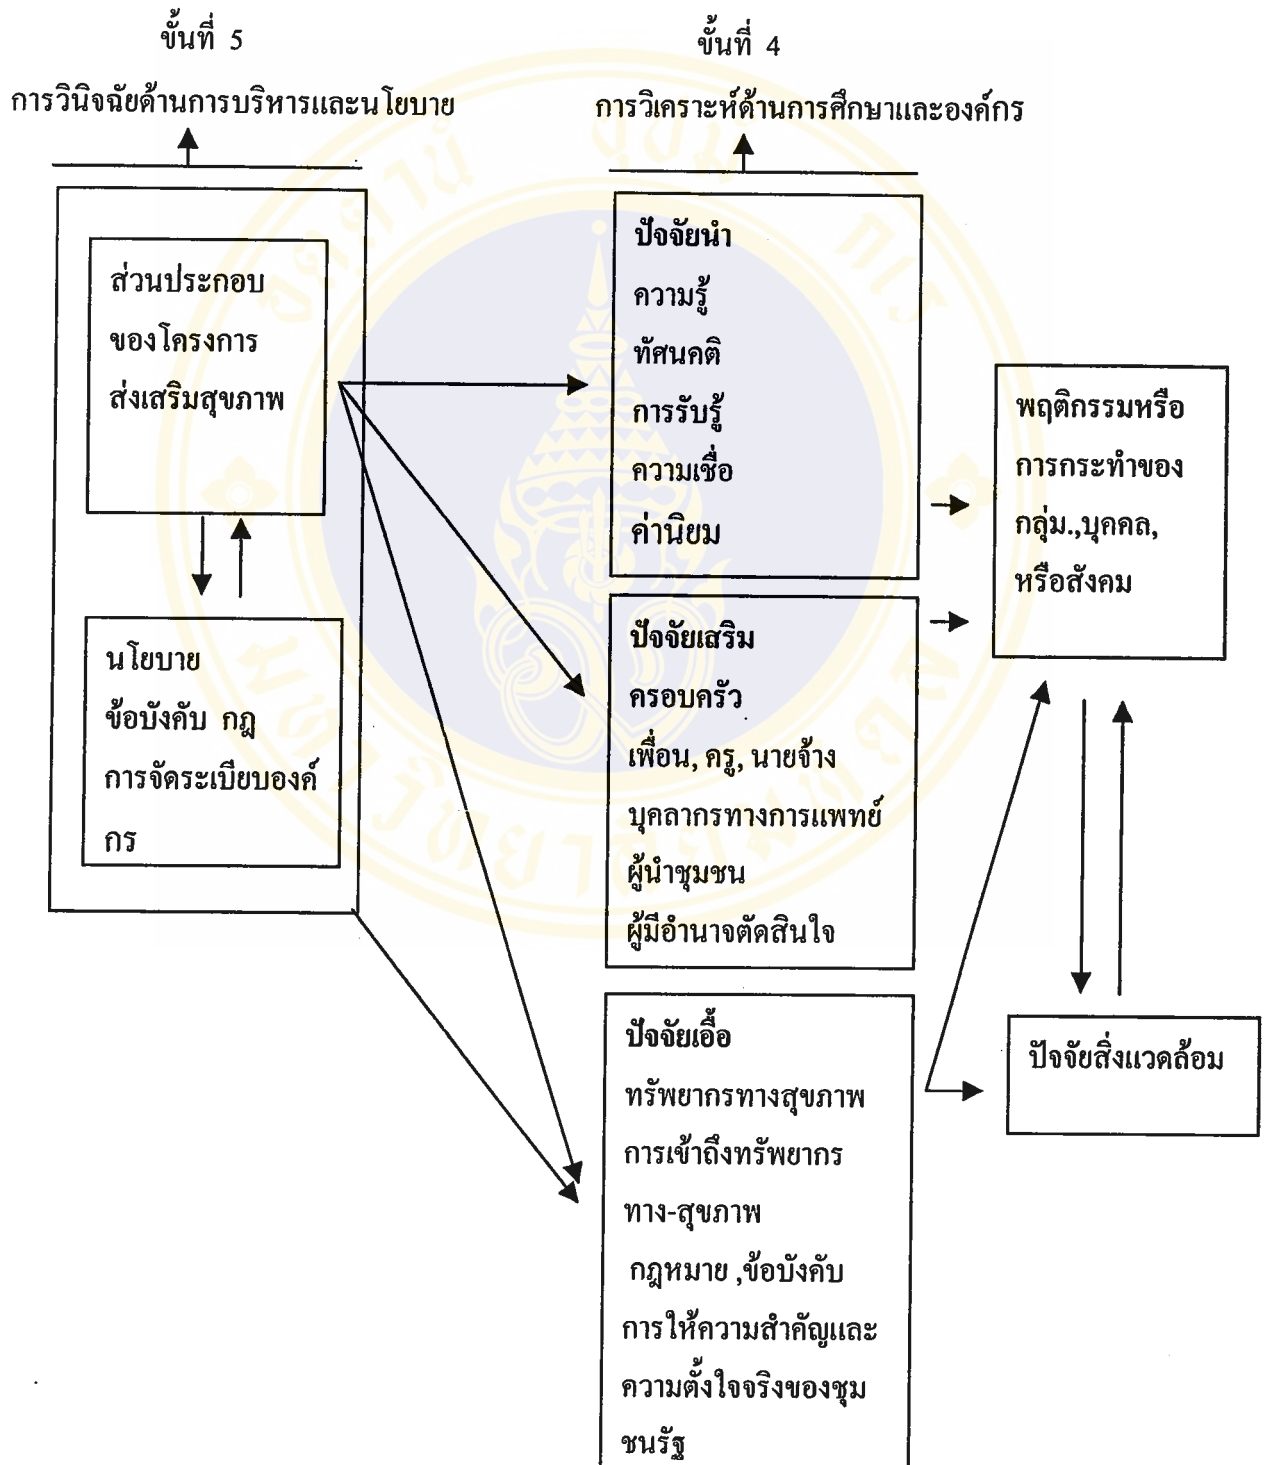 ขั้นที่ 5
การวินิจฉัยด้านการบริหารและนโยบาย
ส่วนประกอบ
ของโครงการ
ส่งเสริมสุขภาพ
นโยบาย
ข้อบังคับ กฎ
การจัดระเบียบองค์
กร
ขั้นที่ 4
การวิเคราะห์ด้านการศึกษาและองค์กร
ปัจจัยนำ
ความรู้
ทัศนคติ
การรับรู้
ความเชื่อ
ค่านิยม
ปัจจัยเสริม
ครอบครัว
เพื่อน, ครู, นายจ้าง
บุคลากรทางการแพทย์
ผู้นำชุมชน
ผู้มีอำนาจตัดสินใจ
ปัจจัยเอื้อ
ทรัพยากรทางสุขภาพ
การเข้าถึงทรัพยากร
ทาง-สุขภาพ
กฎหมาย ,ข้อบังคับ
การให้ความสำคัญและ
ความตั้งใจจริงของชุม
ชนรัฐ
พฤติกรรมหรือ
การกระทำของ
กลุ่ม.,บุคคล,
หรือสังคม
ปัจจัยสิ่งแวดล้อม
มหาวิทยาลัยมหิดล